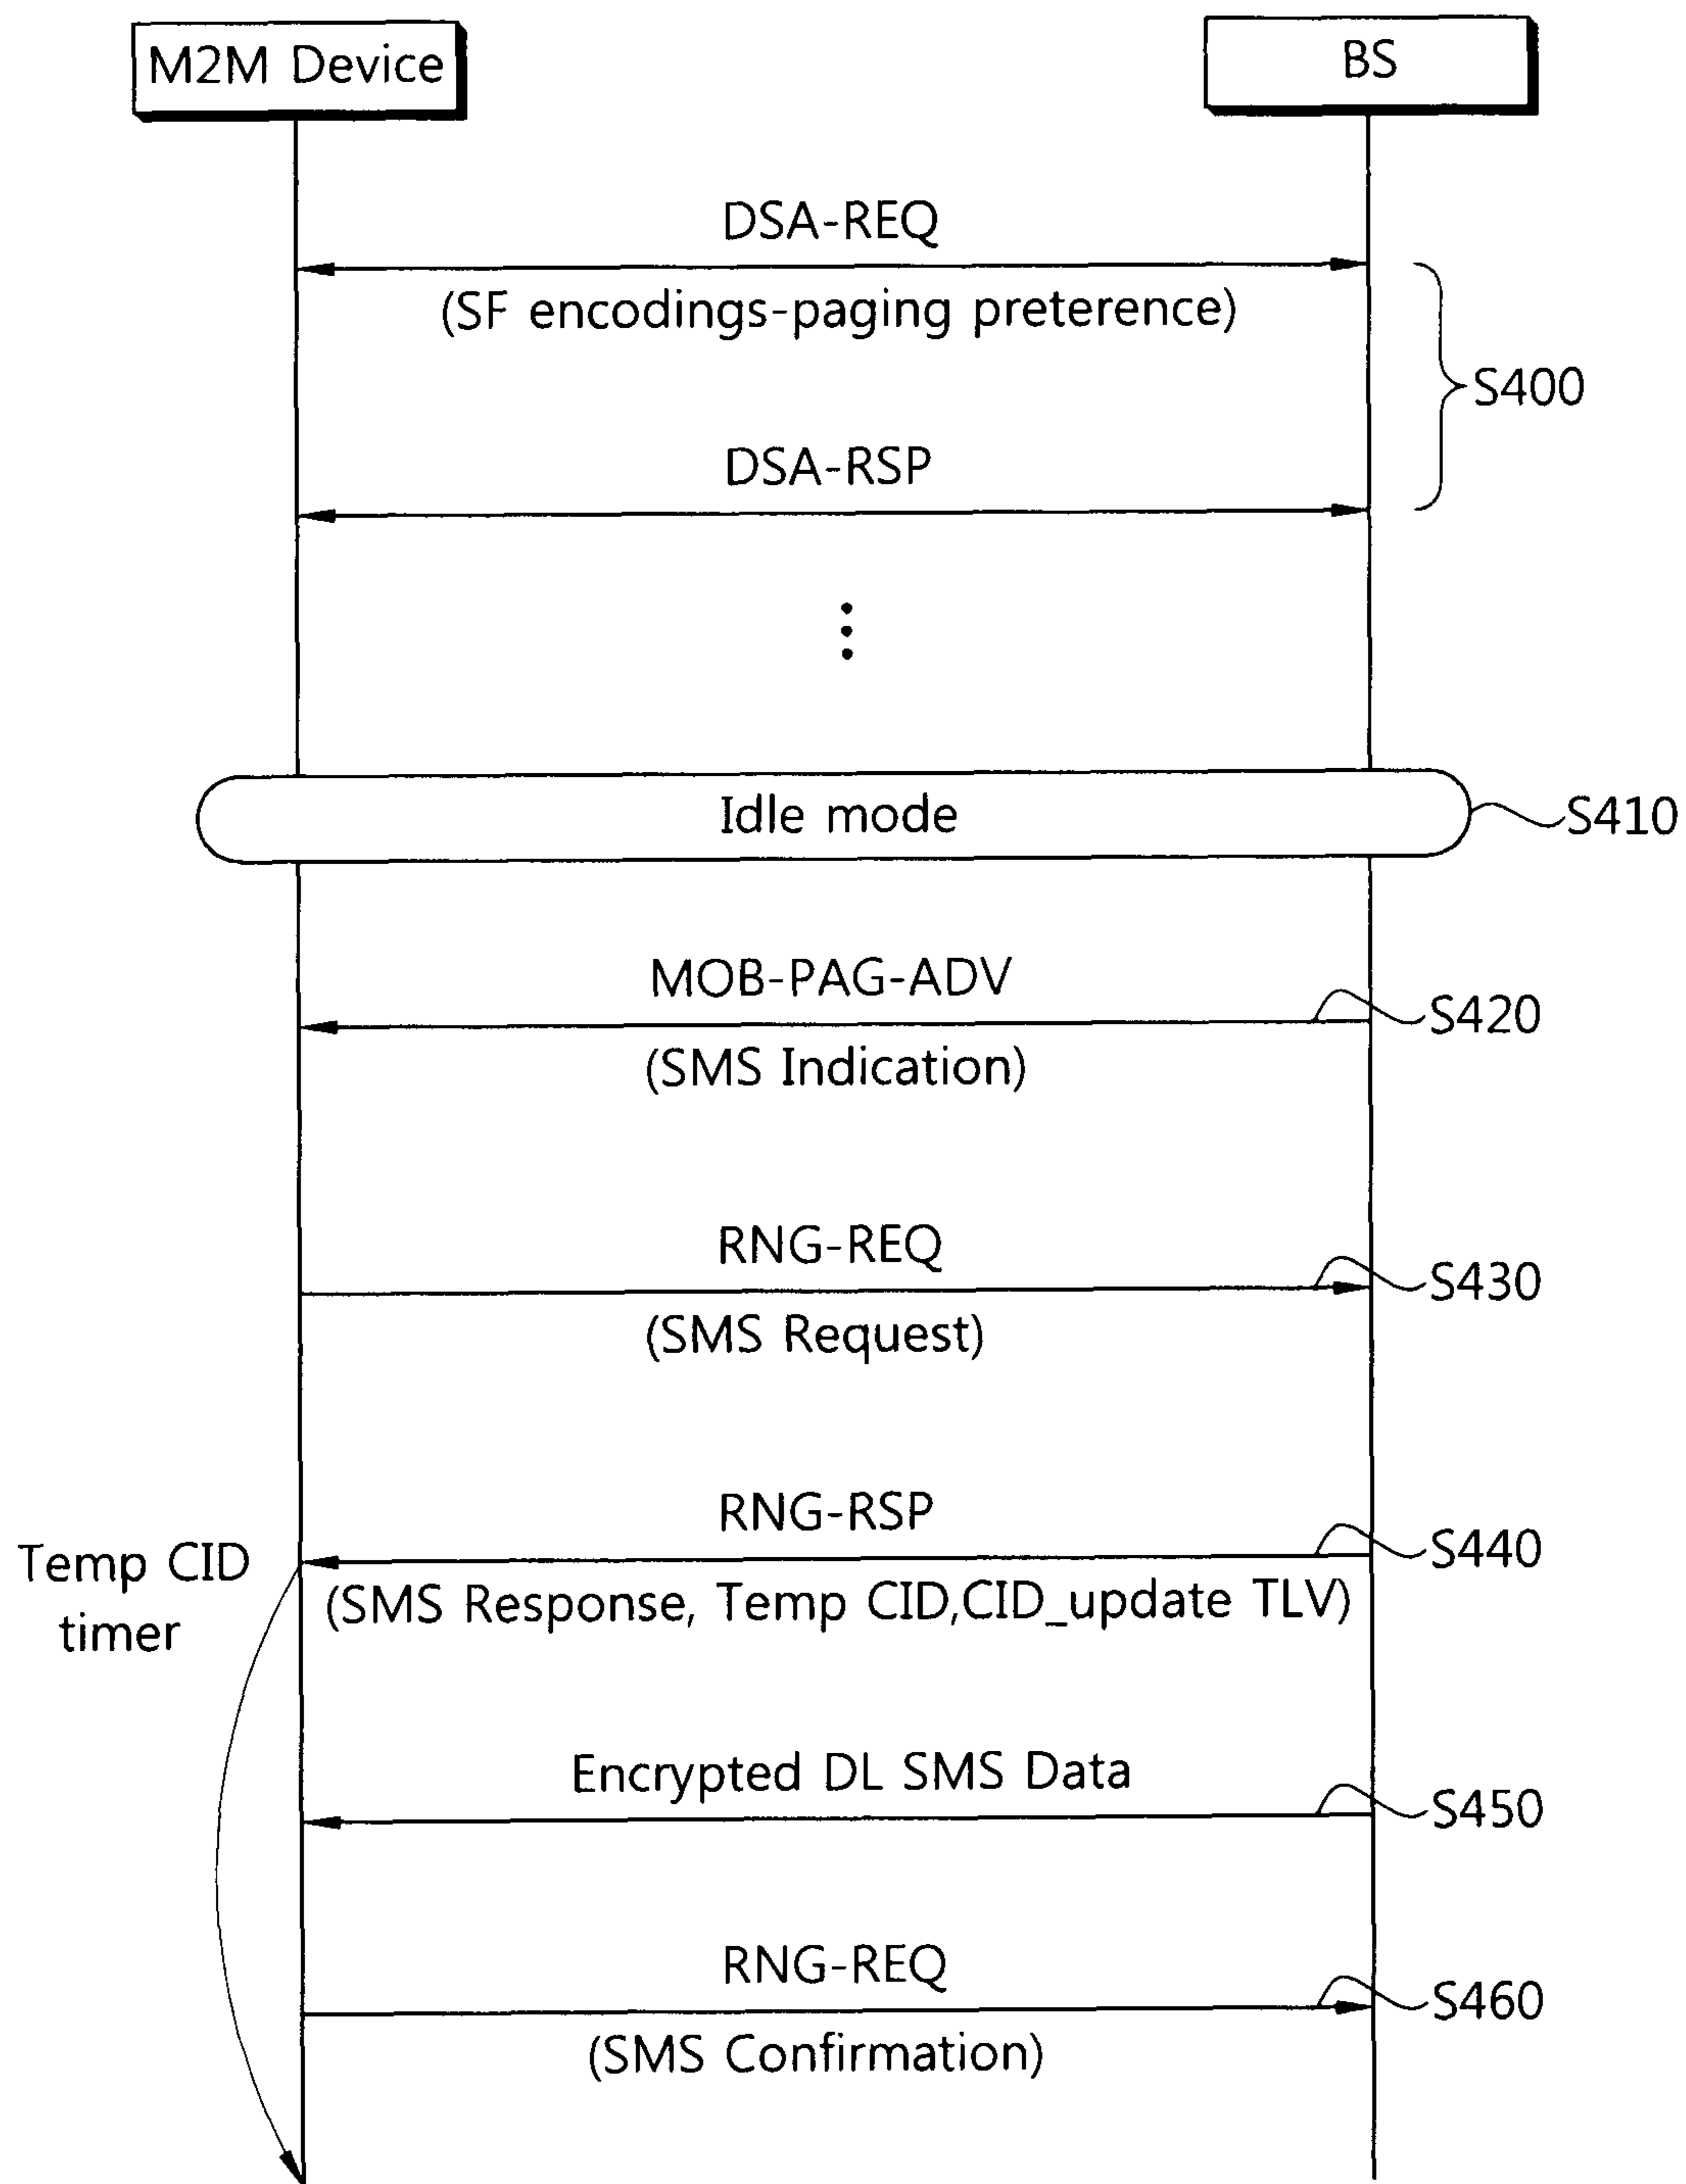 M2M Device
BS
DSA-REQ
(SF encodings-paging preterence)
S400
DSA-RSP
Idle mode
S410
MOB-PAG-ADV
S420
(SMS Indication)
RNG-REQ
S430
(SMS Request)
RNG-RSP
S440
Temp CID
timer
(SMS Response, Temp CID,CID_update TLV)
Encrypted DL SMS Data
S450
RNG-REQ
S460
(SMS Confirmation)